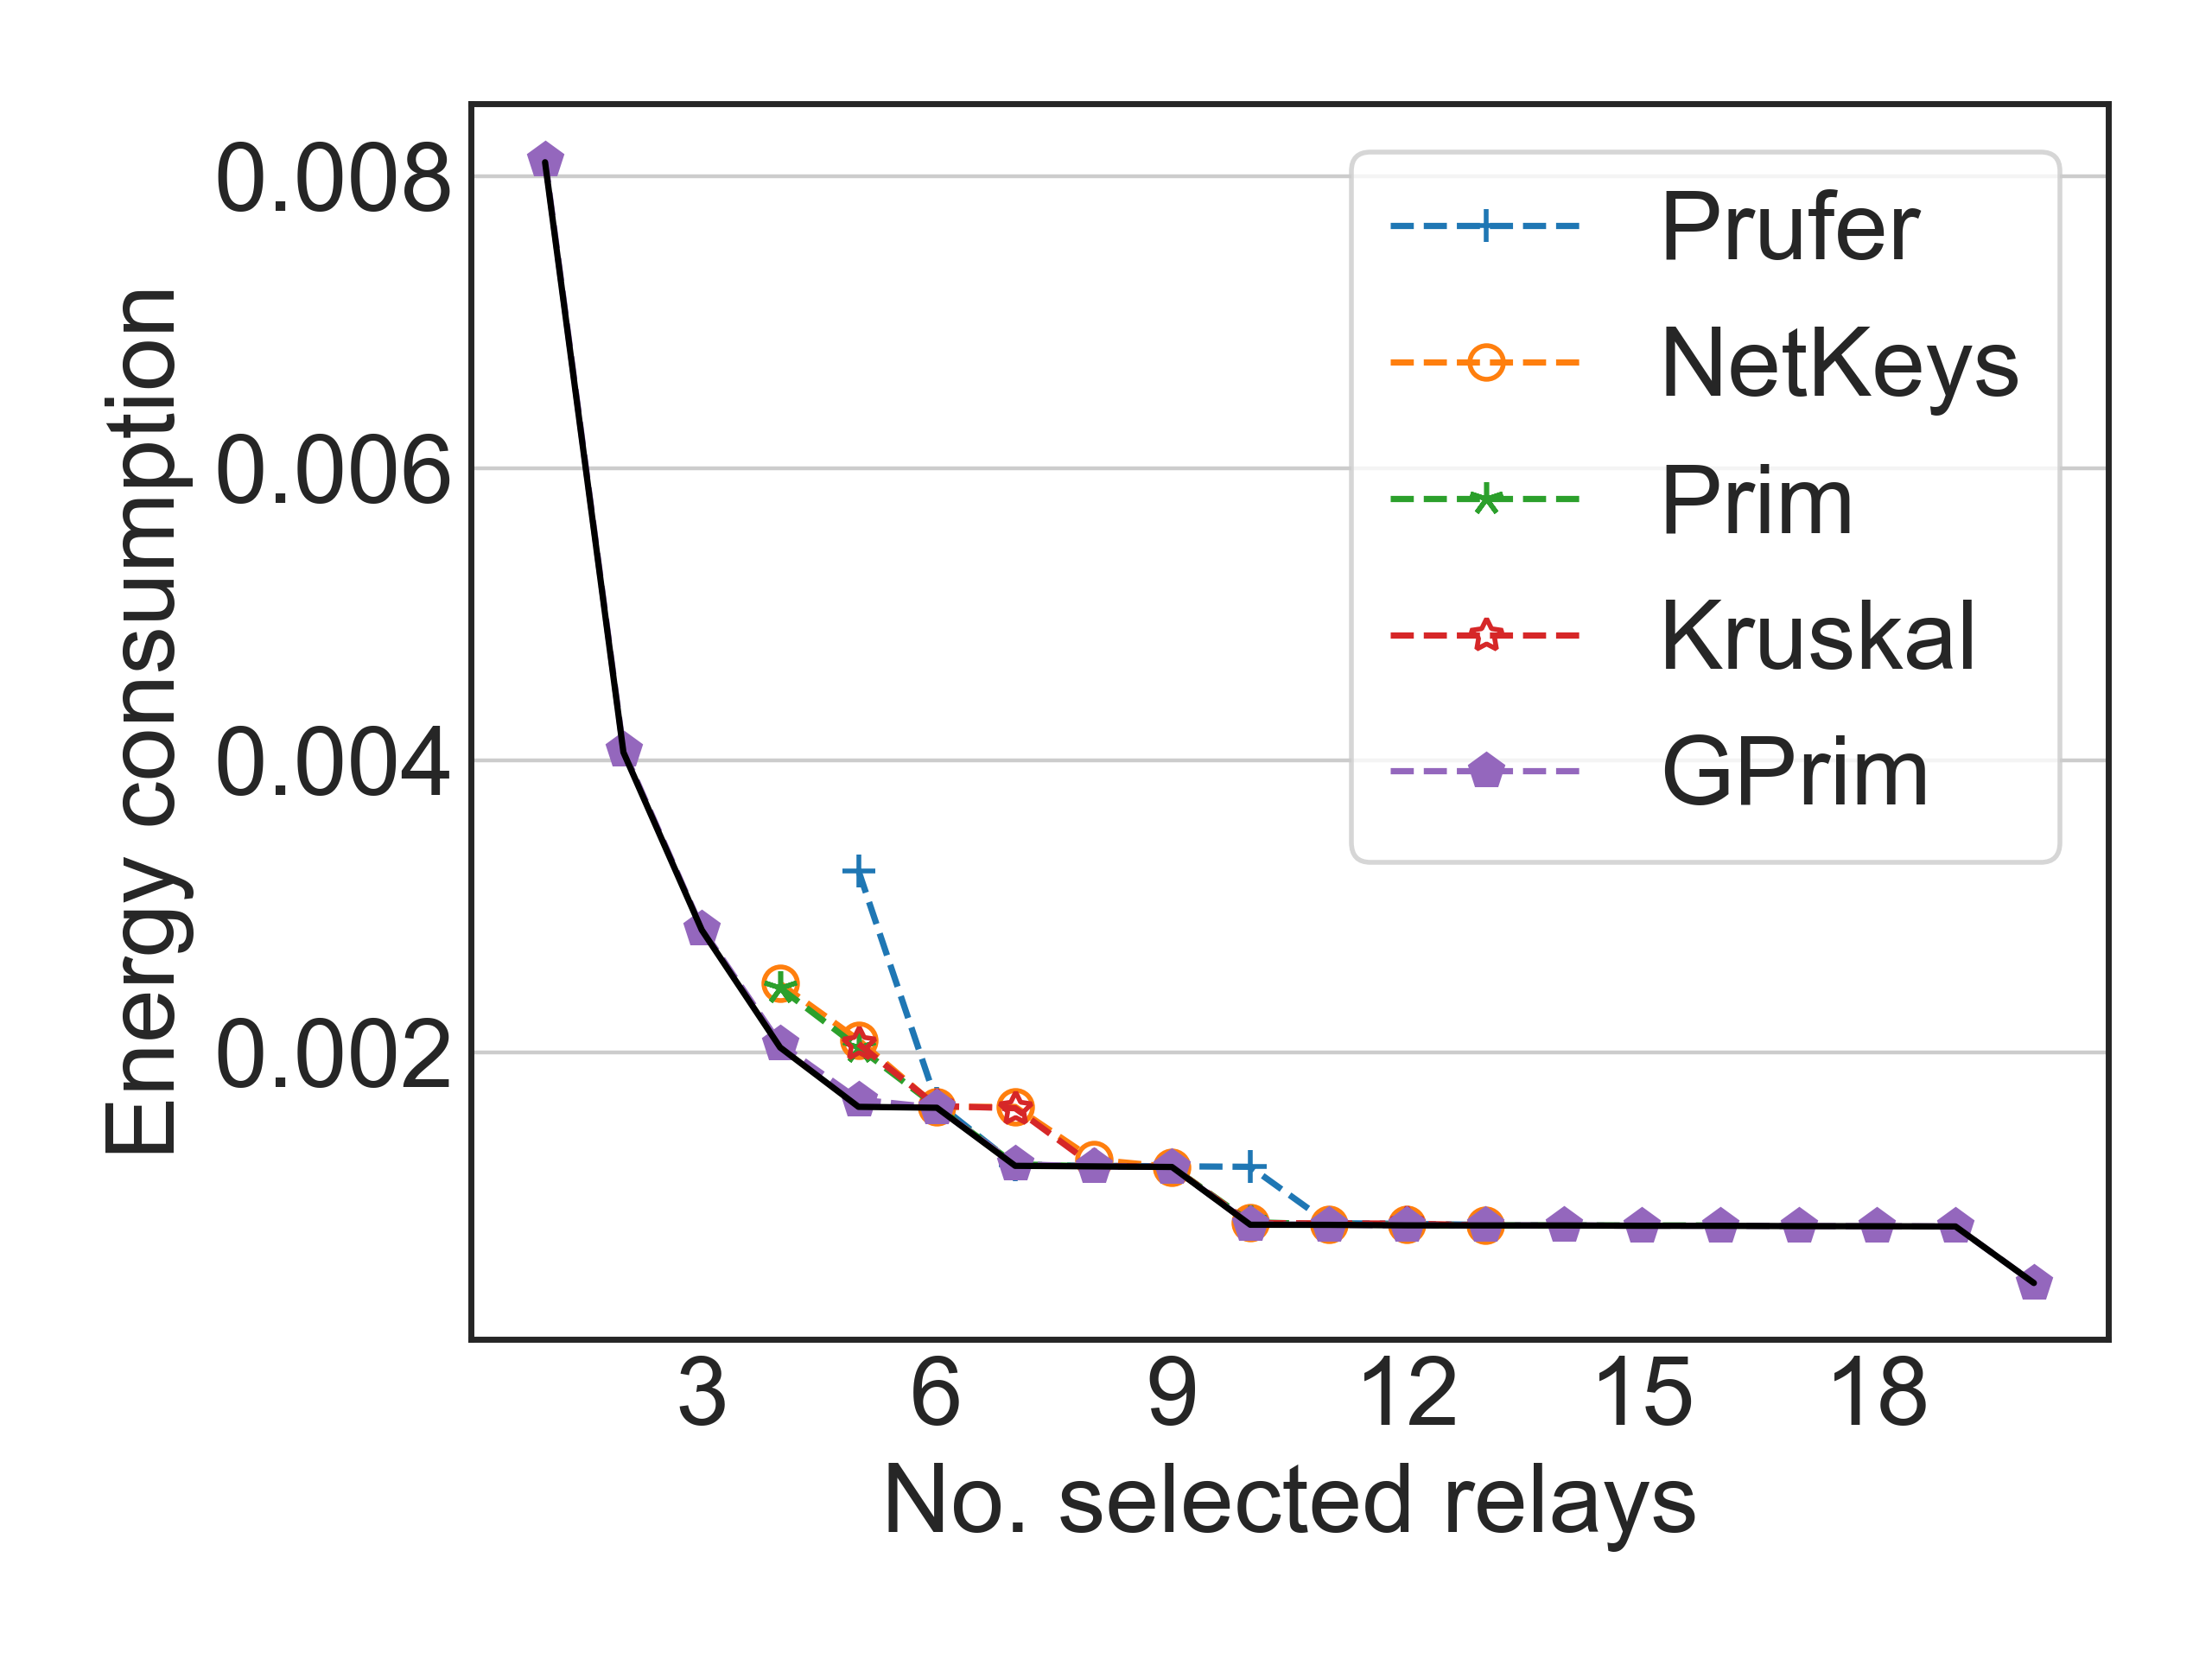 Energy consumption
0.008
0.006
0.004
0.002
Prufer
NetKeys
Prim
Kruskal
GPrim
3 6 9 12 15 18
No. selected relays